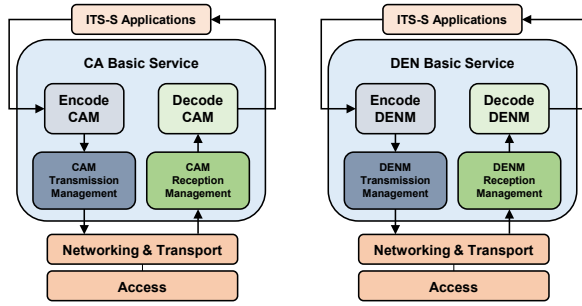 ITS-S Applications
CA Basic Service
Encode
CAM
Decode
CAM
CAM
Transmission
Management
CAM
Reception
Management
Networking & Transport
Access
ITS-S Applications
DEN Basic Service
Encode
DENM
Decode
DENM
DENM
Transmission
Management
DENM
Reception
Management
Networking & Transport
Access